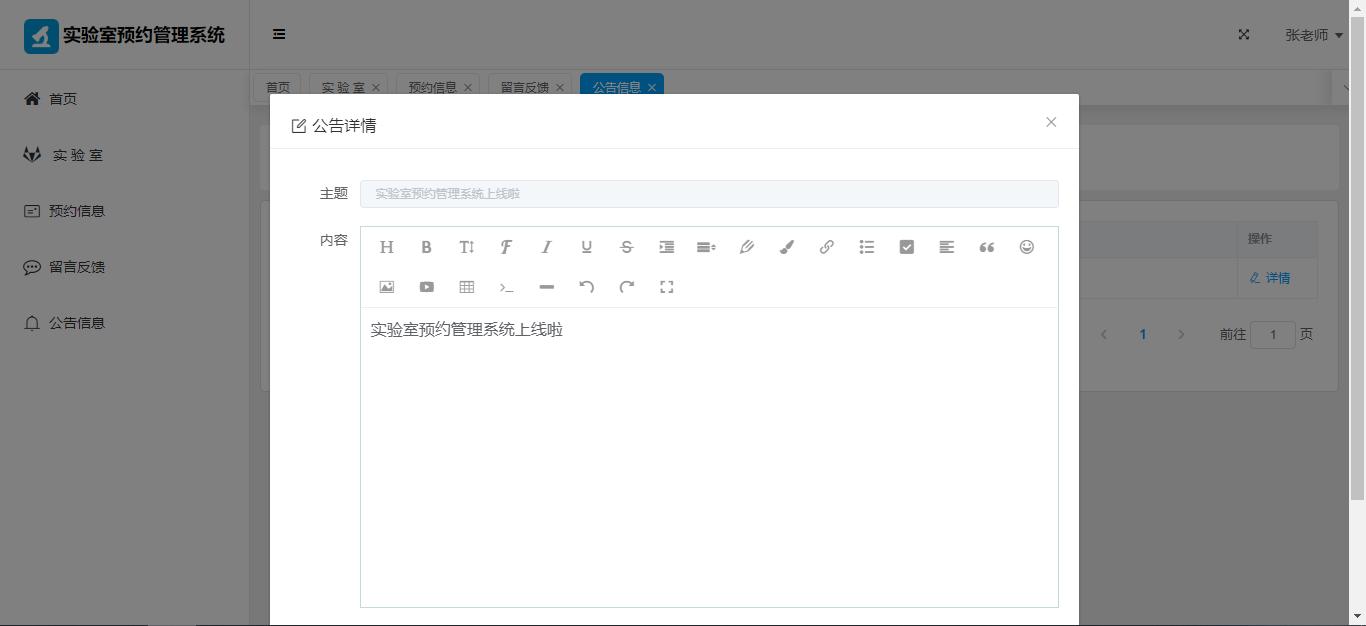 实验室预约管理系统
张老师
首页
实 验 室
预约信息
留言反馈
公告信息
首页
实 验 室
预约信息
留言反馈
公告信息
公告详情
主题
实验室预约管理系统上线啦
内容
实验室预约管理系统上线啦
操作
详情
1
前往 1 页